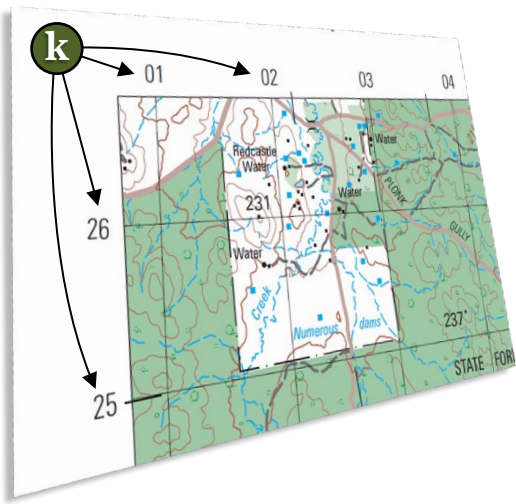 k
01 02 03 04
Redcastle
Water
Water
Water
231
PLONK
26
GULLY
Water
Creek
Numerous dams
237
25
STATE FOR